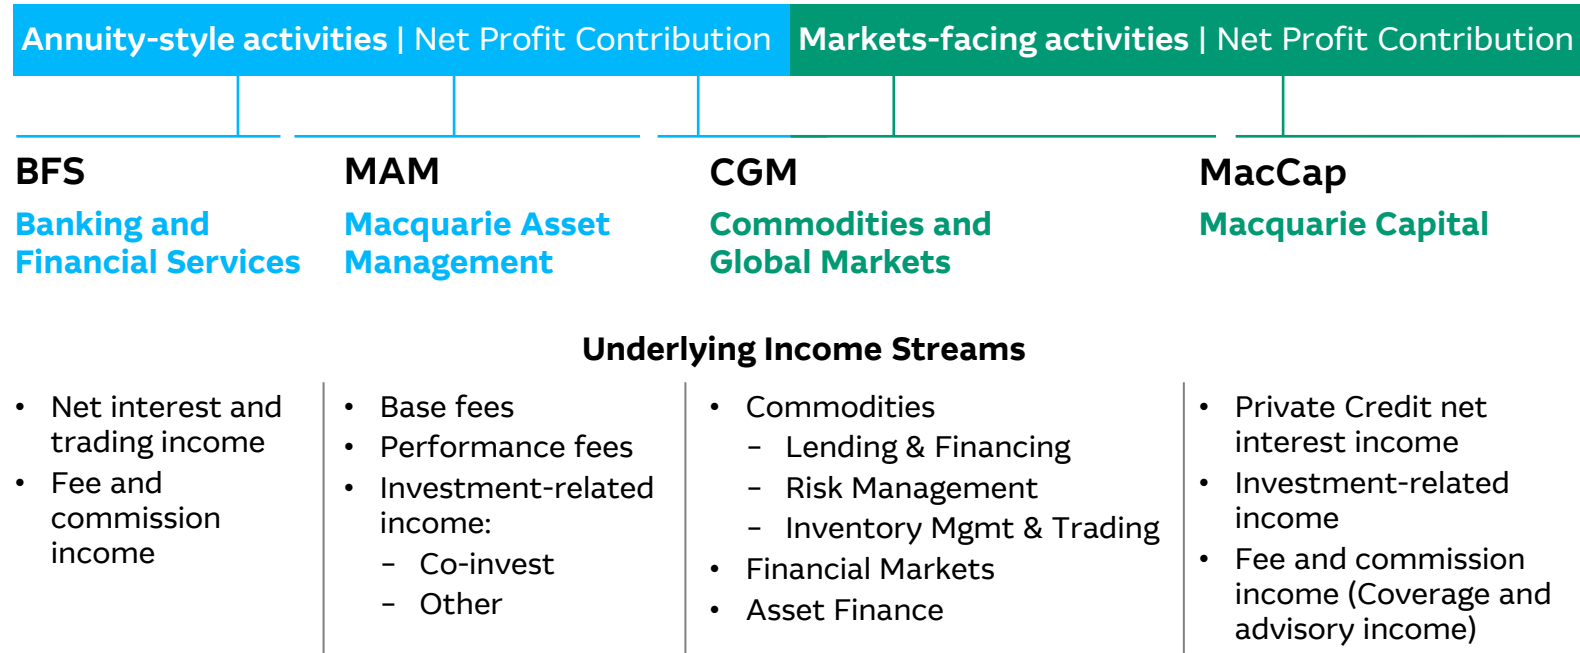 Annuity-style activities | Net Profit Contribution
Markets-facing activities | Net Profit Contribution
BFS
Banking and
Financial Services
MAM
Macquarie Asset
Management
CGM
Commodities and
Global Markets
MacCap
Macquarie Capital
Underlying Income Streams
• Net interest and
trading income
• Fee and
commission
income
• Base fees
• Performance fees
• Investment-related
income:
– Co-invest
– Other
• Commodities
– Lending & Financing
– Risk Management
– Inventory Mgmt & Trading
• Financial Markets
• Asset Finance
• Private Credit net
interest income
• Investment-related
income
• Fee and commission
income (Coverage and
advisory income)